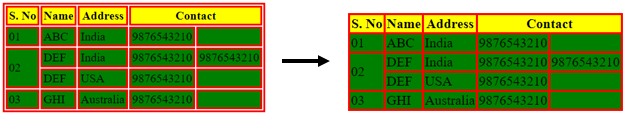 S. No Name Address Contact
01 ABC India 9876543210
02 DEF India 9876543210 9876543210
DEF USA 9876543210
03 GHI Australia 9876543210
S. No Name Address Contact
01 ABC India 9876543210
02 DEF India 9876543210 9876543210
DEF USA 9876543210
03 GHI Australia 9876543210